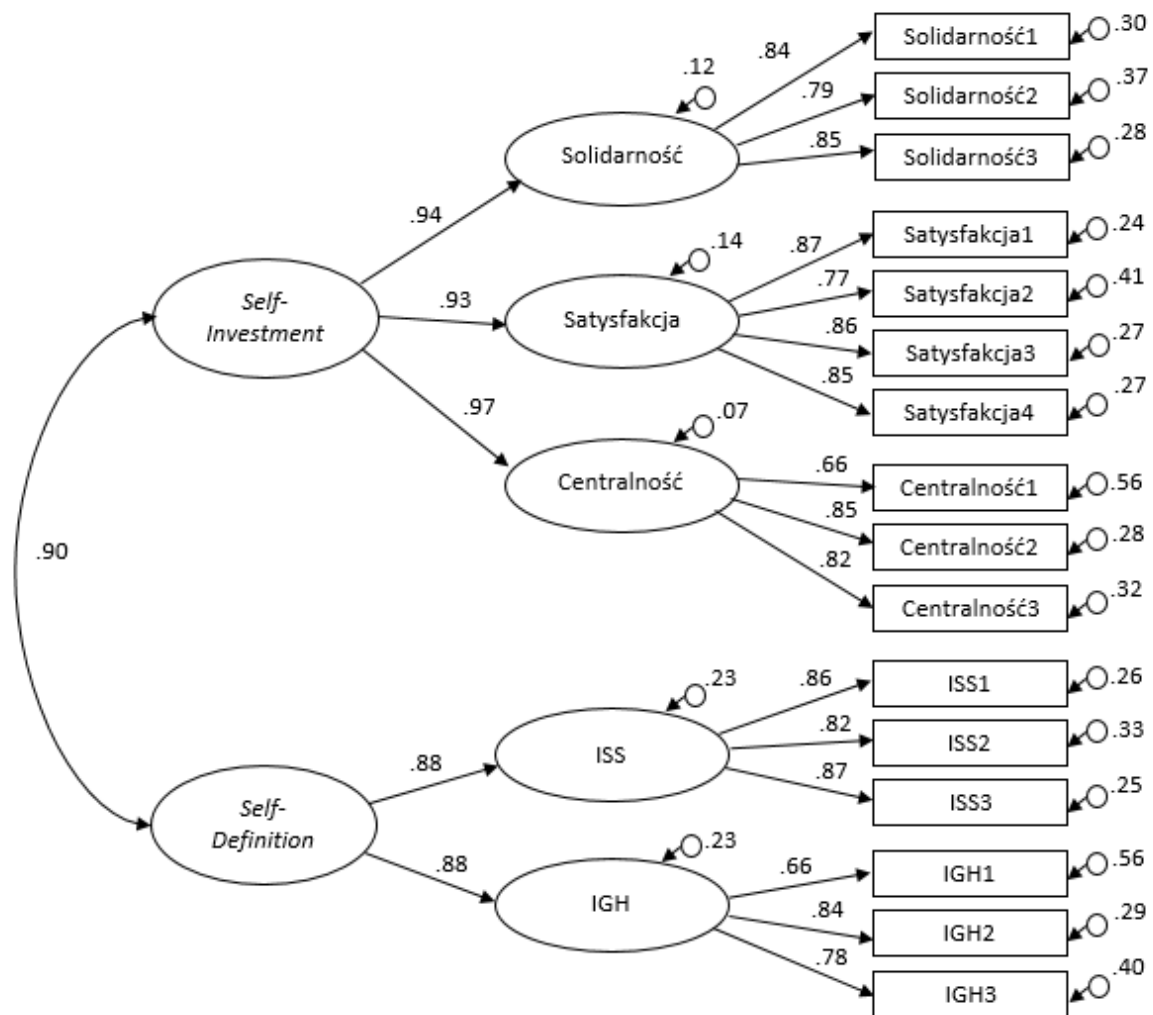 .30
Solidarność1
.84
.12
.37
.79
Solidarność2
Solidarność
.85
.28
Solidarność3
.94
.24
.14
.87
Satysfakcja1
.77
.41
Satysfakcja2
Self-
Investment
.93
Satysfakcja
.86
.27
Satysfakcja3
.85
.27
Satysfakcja4
.97
.07
.66
.56
Centralność1
Centralność
.85
.28
Centralność2
.90
.82
.32
Centralność3
.23
.86
.26
ISS1
.82
.33
ISS2
ISS
.88
.87
.25
ISS3
Self-
Definition
.23
.88
.66
.56
IGH1
IGH
.84
.29
IGH2
.78
.40
IGH3